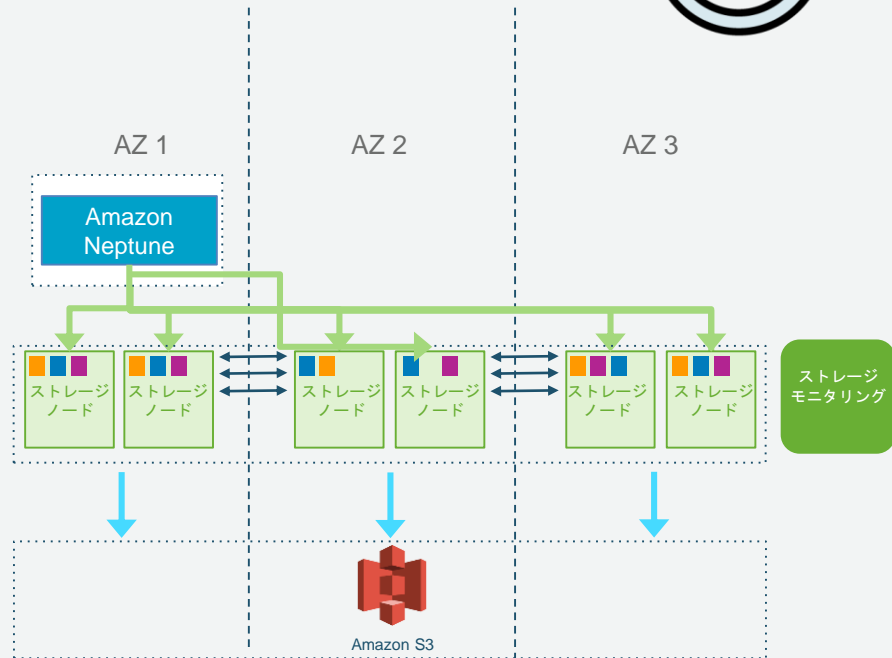 AZ 1
AZ 2
AZ 3
Amazon
Neptune
ストレージ
ノード
ストレージ
ノード
ストレージ
ノード
ストレージ
ノード
ストレージ
ノード
ストレージ
ノード
ストレージ
モニタリング
Amazon S3